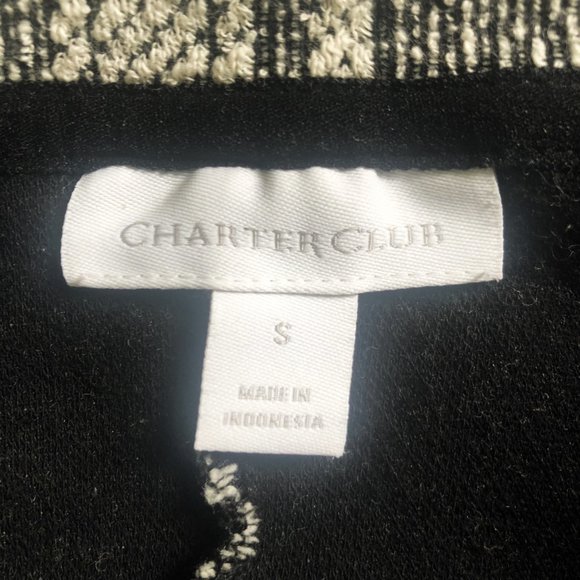 CHARTER CLUB
S
MADE IN
INDONESIA